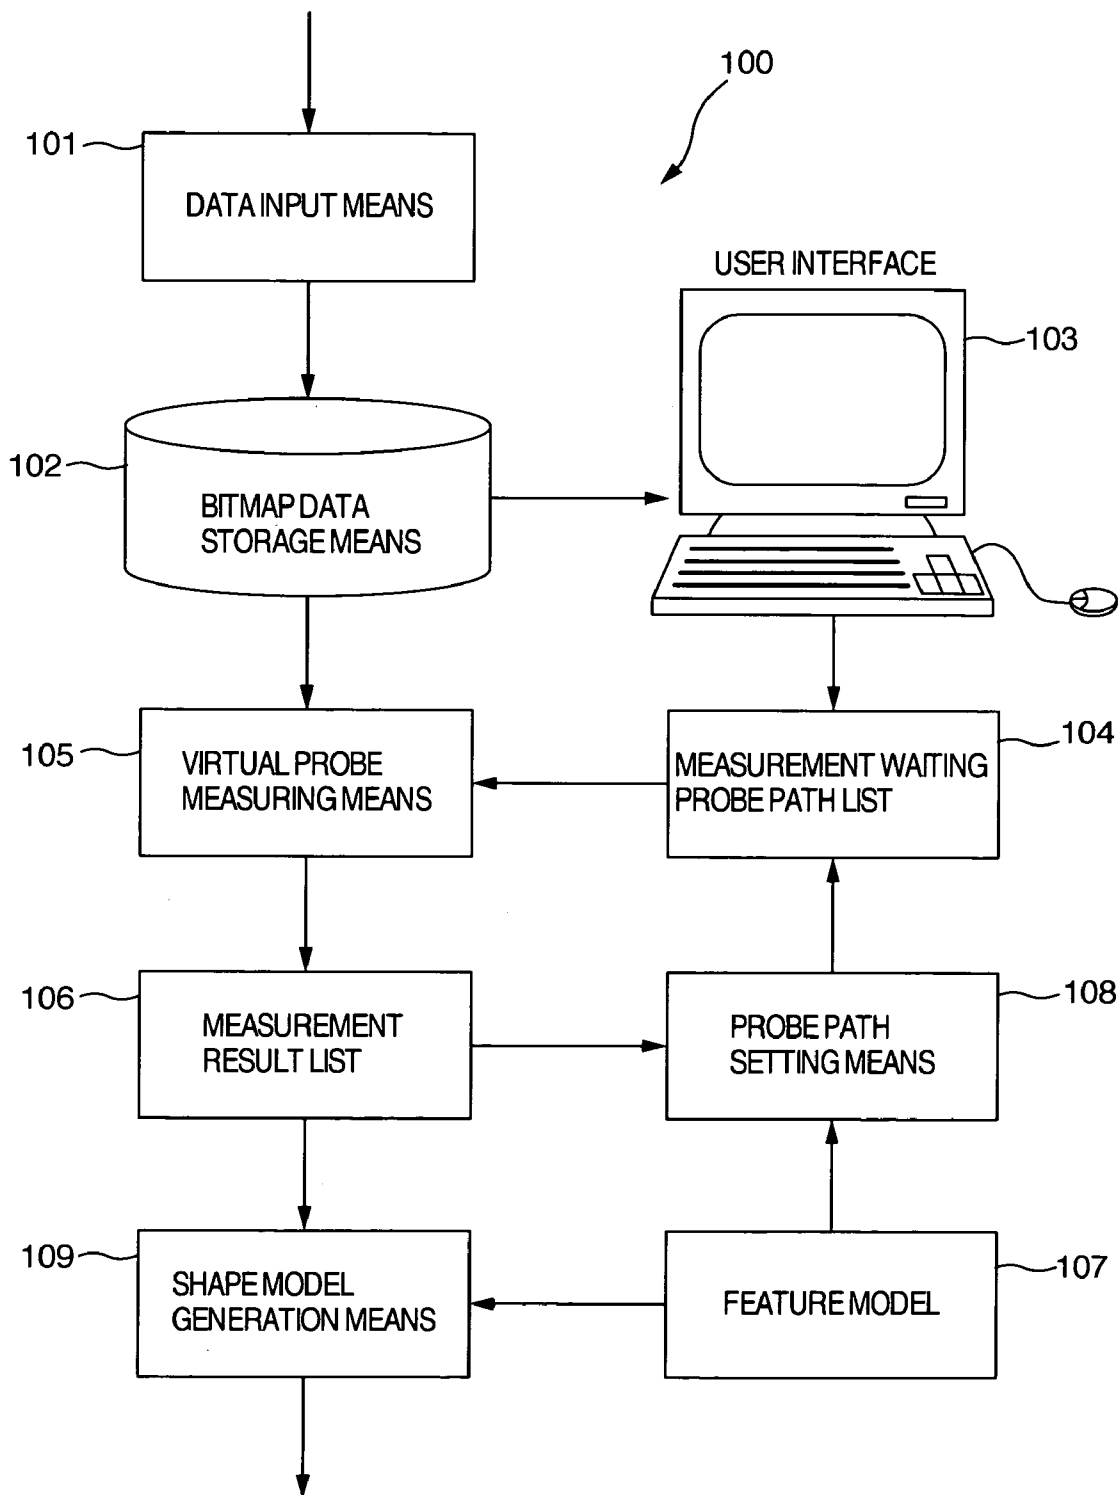 100
101
DATA INPUT MEANS
USER INTERFACE
103
102
BITMAP DATA
STORAGE MEANS
105
VIRTUAL PROBE
MEASURING MEANS
104
MEASUREMENT WAITING
PROBE PATH LIST
106
MEASUREMENT
RESULT LIST
108
PROBE PATH
SETTING MEANS
109
SHAPE MODEL
GENERATION MEANS
107
FEATURE MODEL